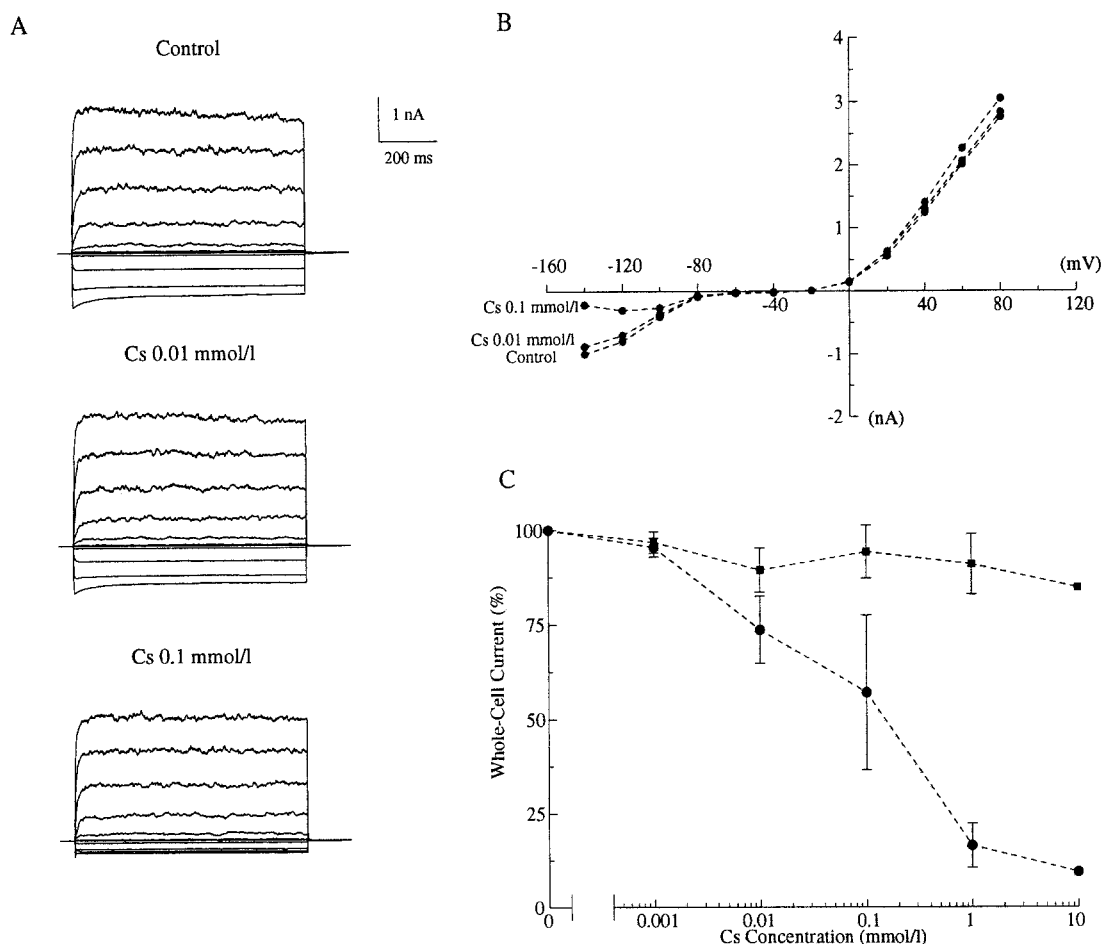 A
Control
1 nA
200 ms
Cs 0.01 mmol/l
Cs 0.1 mmol/l
B
4
3
2
1
-160 -120 -80
(mV)
-40 40 80 120
Cs 0.1 mmol/l
Cs 0.01 mmol/l
Control
-1
-2
(nA)
C
Whole-Cell Current (%)
100
75
50
25
0
0 0.001 0.01 0.1 1 10
Cs Concentration (mmol/l)